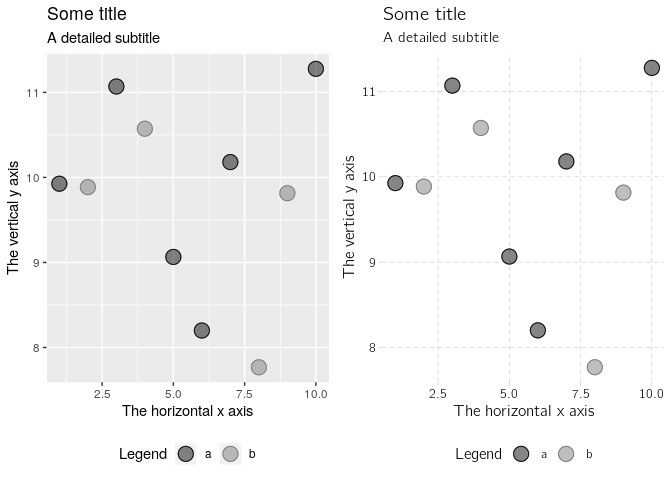 Some title
A detailed subtitle
The vertical y axis
11
10
9
8
2.5 5.0 7.5 10.0
The horizontal x axis
Legend a b
Some title
A detailed subtitle
The vertical y axis
11
10
9
8
2.5 5.0 7.5 10.0
The horizontal x axis
Legend a b